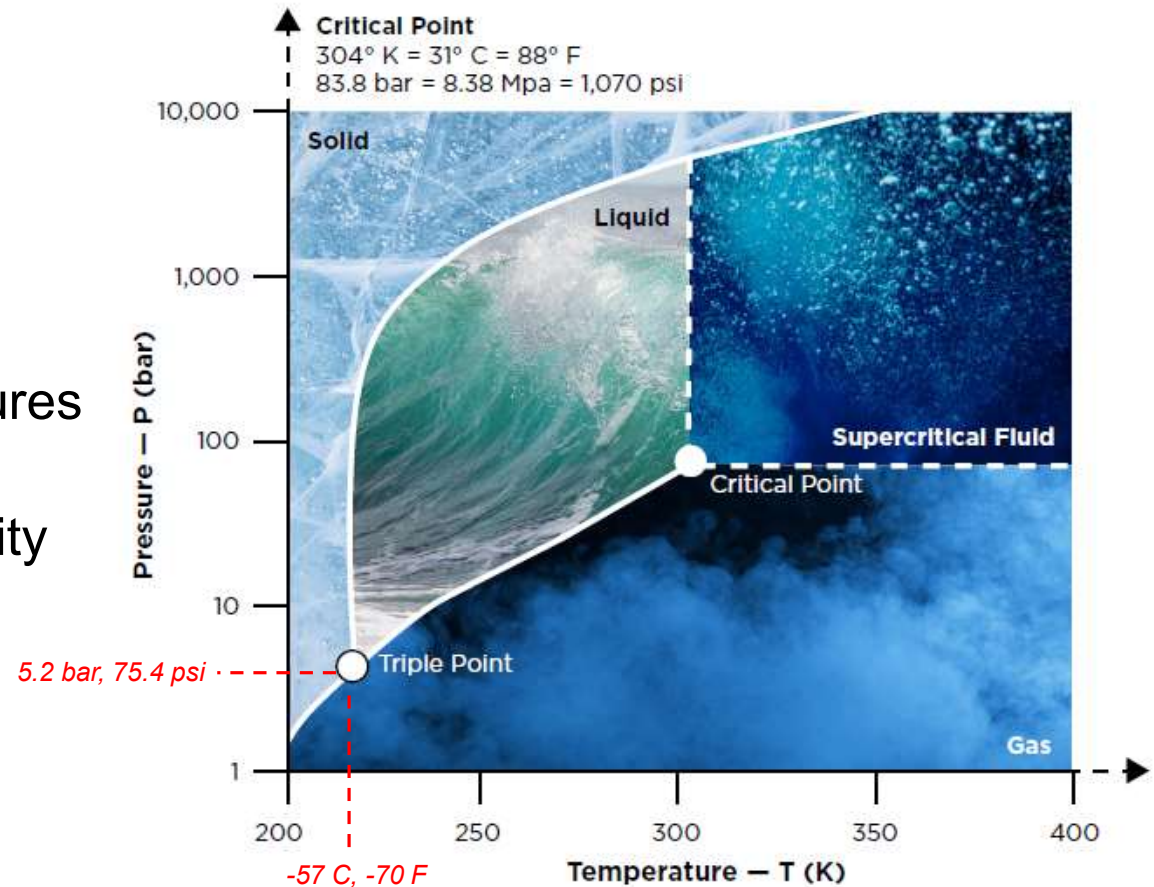 Critical Point
304° K = 31° C = 88° F
83.8 bar = 8.38 Mpa = 1,070 psi
10,000
Solid
Liquid
1,000
ures
Pressure — P (bar)
100
Supercritical Fluid
Critical Point
ity
10
5.2 bar, 75.4 psi
Triple Point
Gas
1
200
250
300
350
400
-57 C, -70 F
Temperature — T (K)